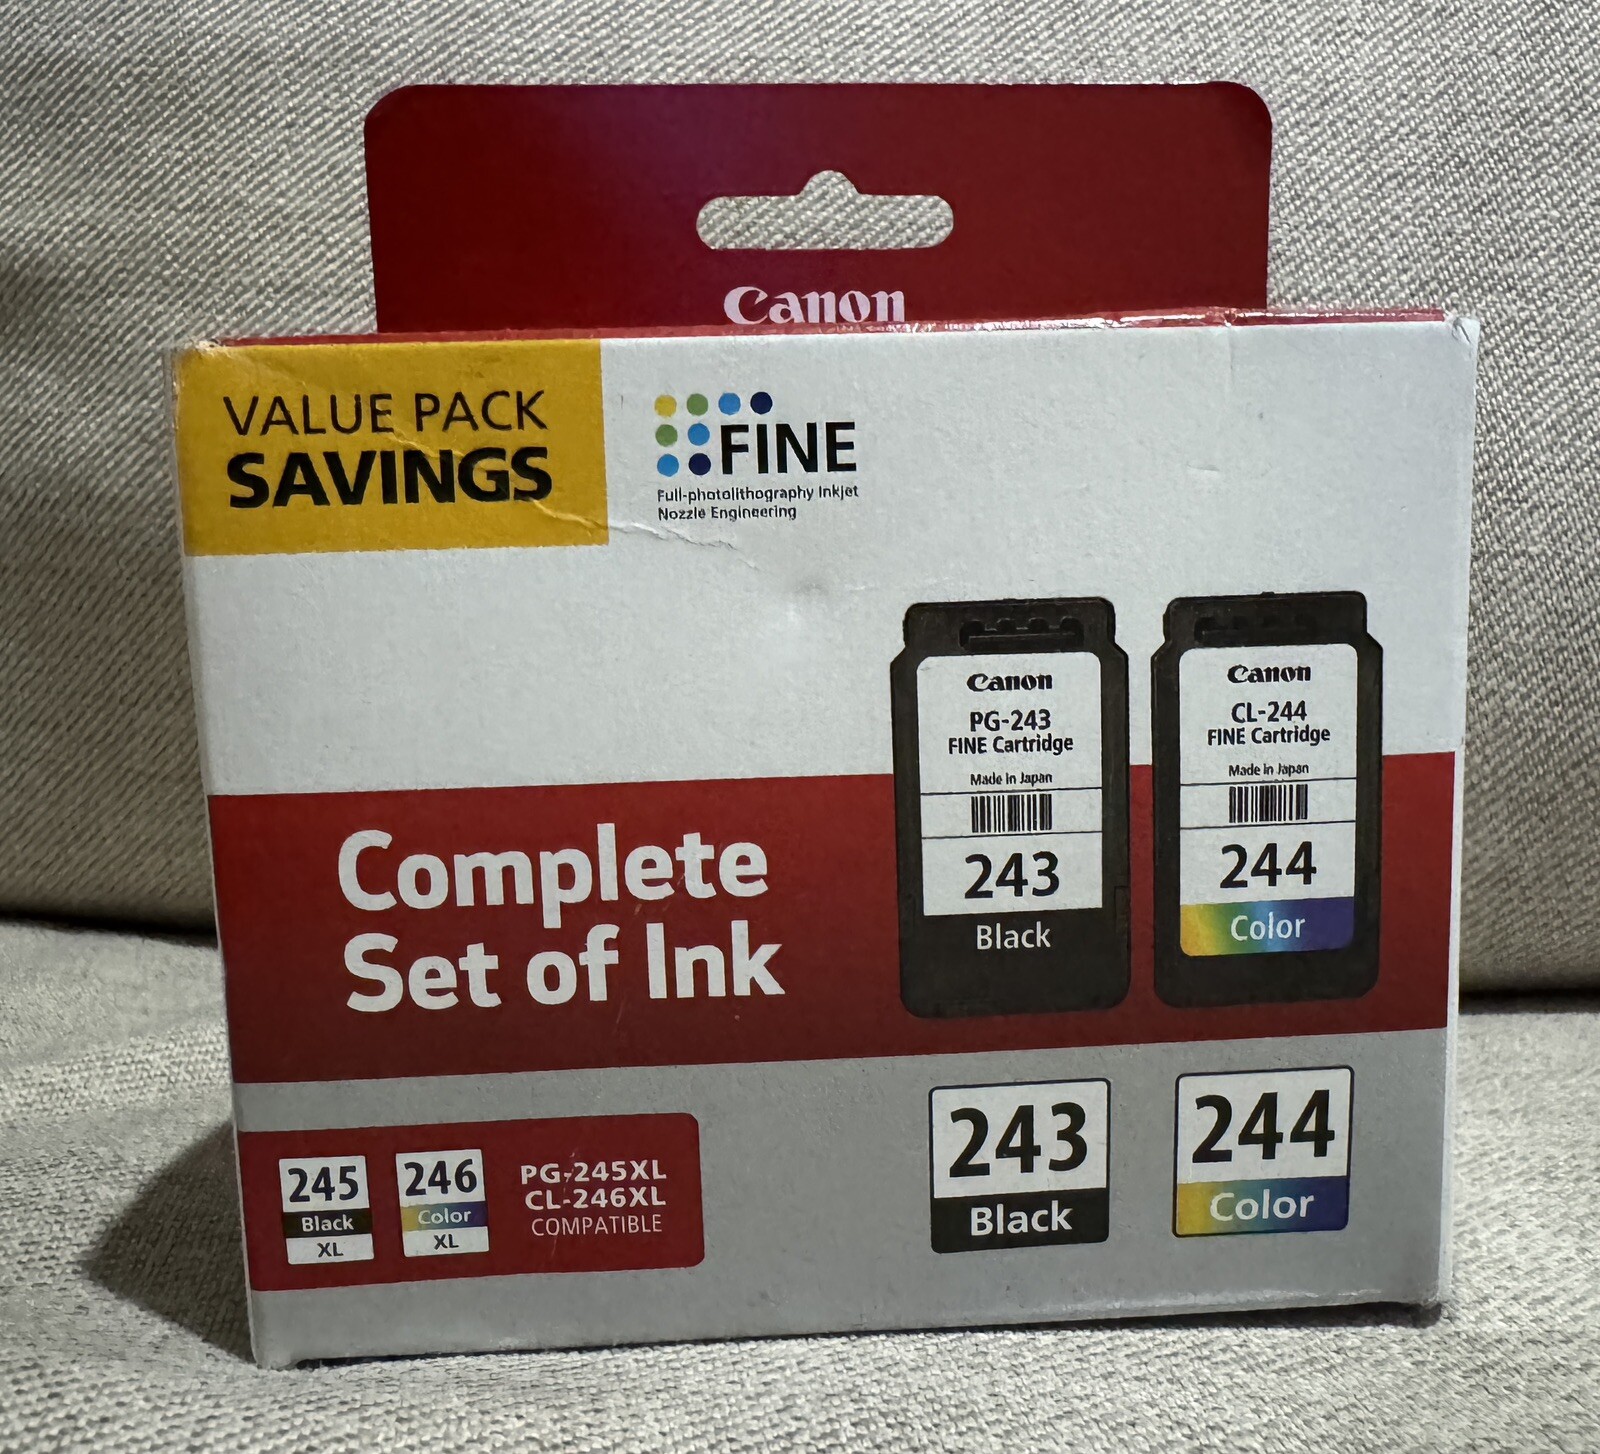 Canon
VALUE PACK
SAVINGS
FINE
Full-photolithography Inkjet
Nozzle Engineering
Canon
PG-243
FINE Cartridge
Made in Japan
243
Black
Canon
CL-244
FINE Cartridge
Made in Japan
244
Color
Complete
Set of Ink
245
Black
XL
246
Color
XL
PG-245XL
CL-246XL
COMPATIBLE
243
Black
244
Color